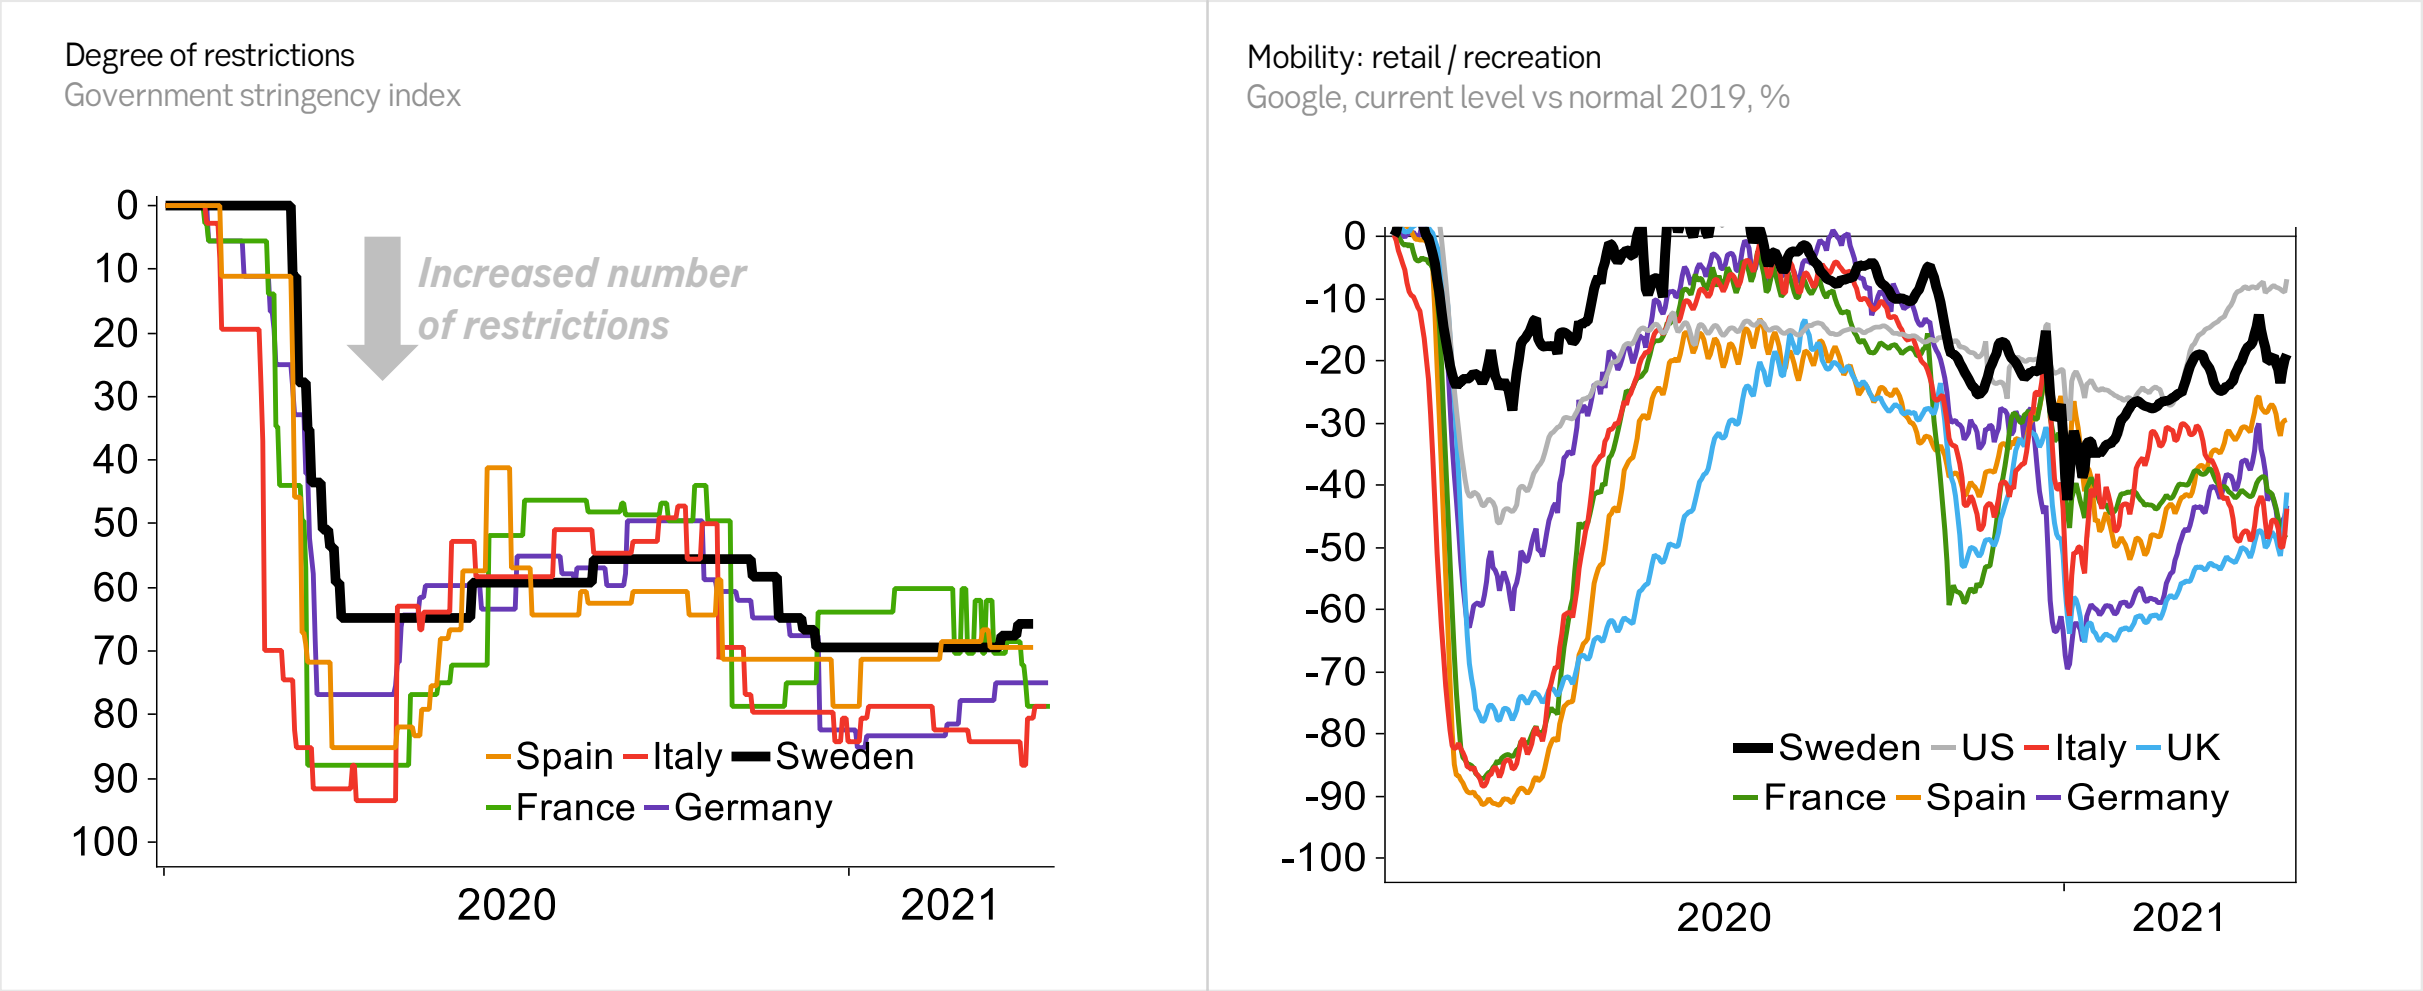 Degree of restrictions
Government stringency index
0
10
20
30
40
50
60
70
80
90
100
Increased number
of restrictions
Spain Italy Sweden
France Germany
2020 2021
Mobility: retail / recreation
Google, current level vs normal 2019, %
0
-10
-20
-30
-40
-50
-60
-70
-80
-90
-100
Sweden US Italy UK
France Spain Germany
2020 2021